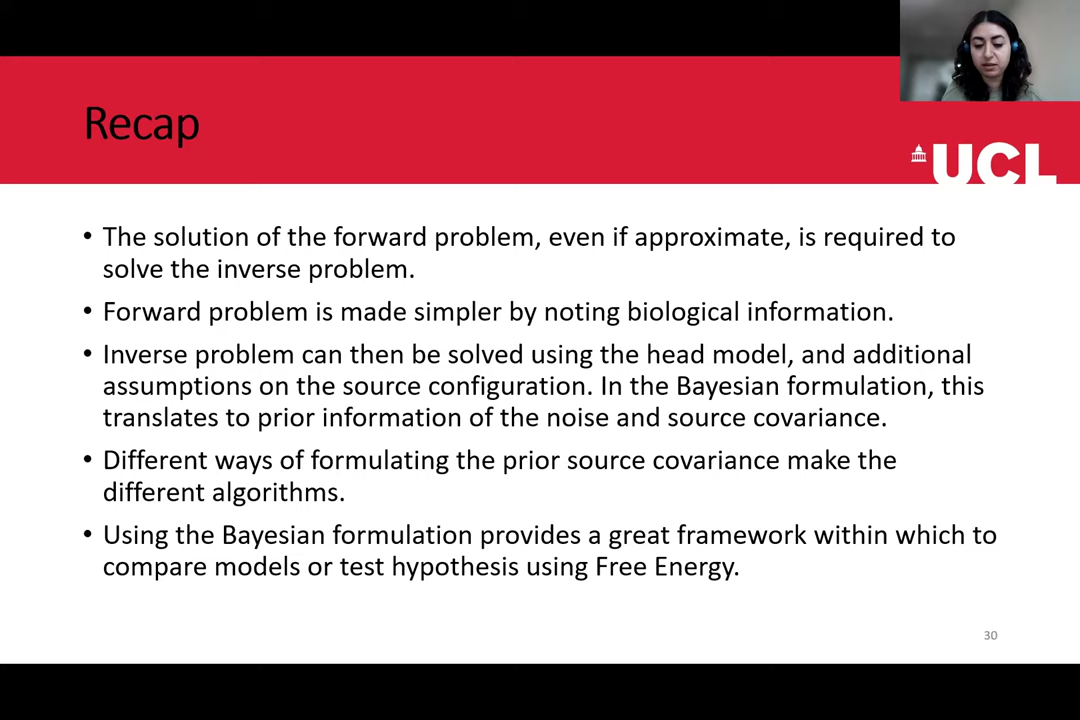 Recap
UCL
• The solution of the forward problem, even if approximate, is required to
solve the inverse problem.
• Forward problem is made simpler by noting biological information.
• Inverse problem can then be solved using the head model, and additional
assumptions on the source configuration. In the Bayesian formulation, this
translates to prior information of the noise and source covariance.
• Different ways of formulating the prior source covariance make the
different algorithms.
• Using the Bayesian formulation provides a great framework within which to
compare models or test hypothesis using Free Energy.
30